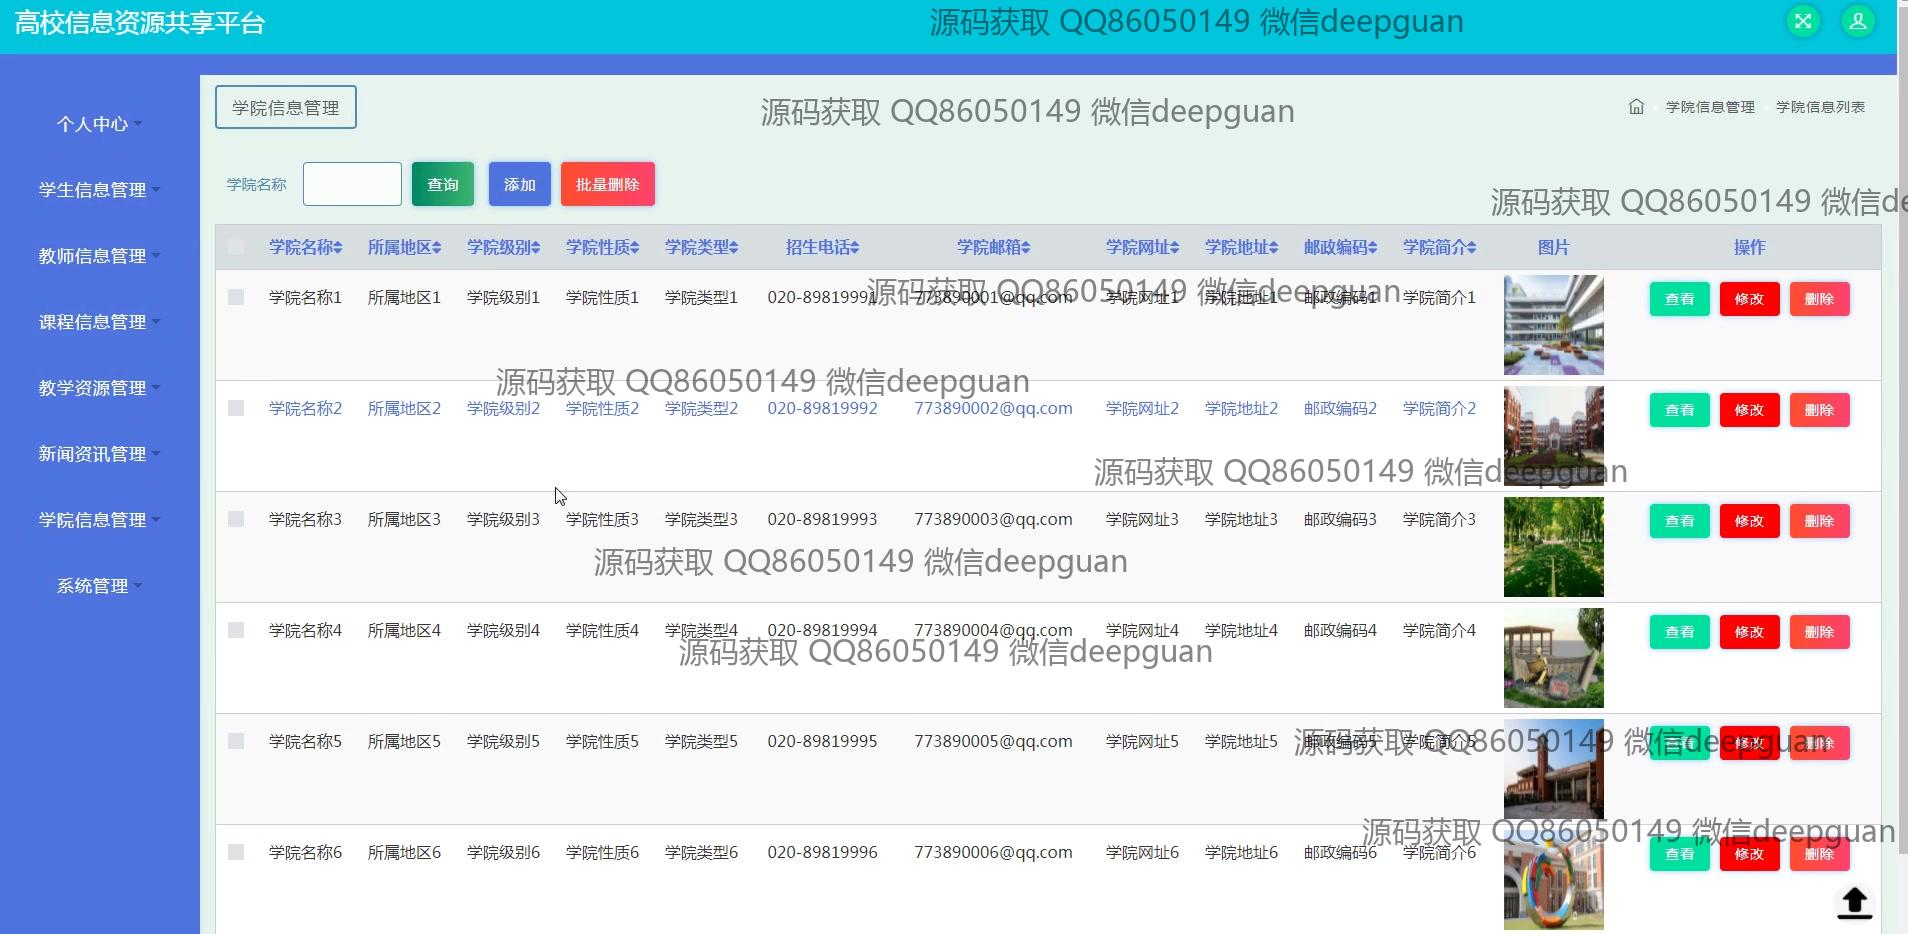 高校信息资源共享平台
源码获取 QQ86050149 微信deepguan
个人中心
学生信息管理
教师信息管理
课程信息管理
教学资源管理
新闻资讯管理
学院信息管理
系统管理
学院信息管理
源码获取 QQ86050149 微信deepguan
学院信息管理 学院信息列表
学院名称 查询 添加 批量删除
源码获取 QQ86050149 微信de
学院名称 所属地区 学院级别 学院性质 学院类型 招生电话 学院邮箱 学院网址 学院地址 邮政编码 学院简介 图片 操作
学院名称1 所属地区1 学院级别1 学院性质1 学院类型1 020-89819991 773890001@qq.com 学院网址1 学院地址1 邮政编码1 学院简介1 查看 修改 删除
源码获取 QQ86050149 微信deepguan
源码获取 QQ86050149 微信deepguan
学院名称2 所属地区2 学院级别2 学院性质2 学院类型2 020-89819992 773890002@qq.com 学院网址2 学院地址2 邮政编码2 学院简介2 查看 修改 删除
源码获取 QQ86050149 微信deepguan
学院名称3 所属地区3 学院级别3 学院性质3 学院类型3 020-89819993 773890003@qq.com 学院网址3 学院地址3 邮政编码3 学院简介3 查看 修改 删除
源码获取 QQ86050149 微信deepguan
学院名称4 所属地区4 学院级别4 学院性质4 学院类型4 020-89819994 773890004@qq.com 学院网址4 学院地址4 邮政编码4 学院简介4 查看 修改 删除
源码获取 QQ86050149 微信deepguan
学院名称5 所属地区5 学院级别5 学院性质5 学院类型5 020-89819995 773890005@qq.com 学院网址5 学院地址5 邮政编码5 学院简介5 查看 修改 删除
源码获取 QQ86050149 微信deepguan
源码获取 QQ86050149 微信deepguan
学院名称6 所属地区6 学院级别6 学院性质6 学院类型6 020-89819996 773890006@qq.com 学院网址6 学院地址6 邮政编码6 学院简介6 查看 修改 删除